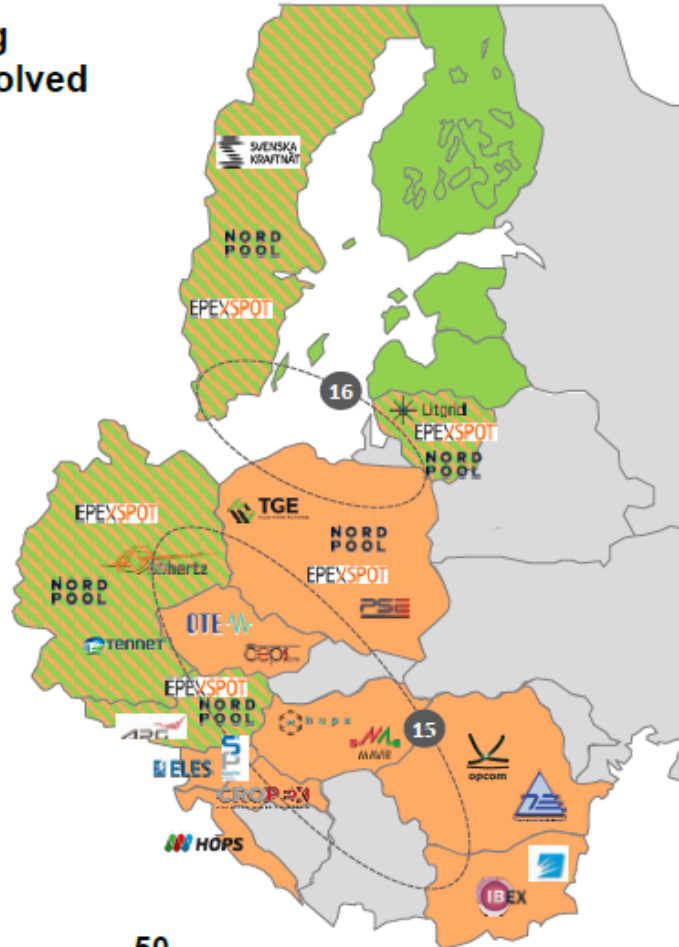 g
olved
SVENSKA
KRAFTNÄT
NORD
POOL
EPEXSPOT
16
Litgrid
EPEXSPOT
NORD
POOL
EPEXSPOT
TGE
NORD
POOL
50hertz
EPEXSPOT
NORD
POOL
PSE
OTE
TENNET
čeps
EPEXSPOT
NORD
POOL
hupx
APG
MAVIR
15
opcom
ELES
CROPEX
HOPS
IBEX
50